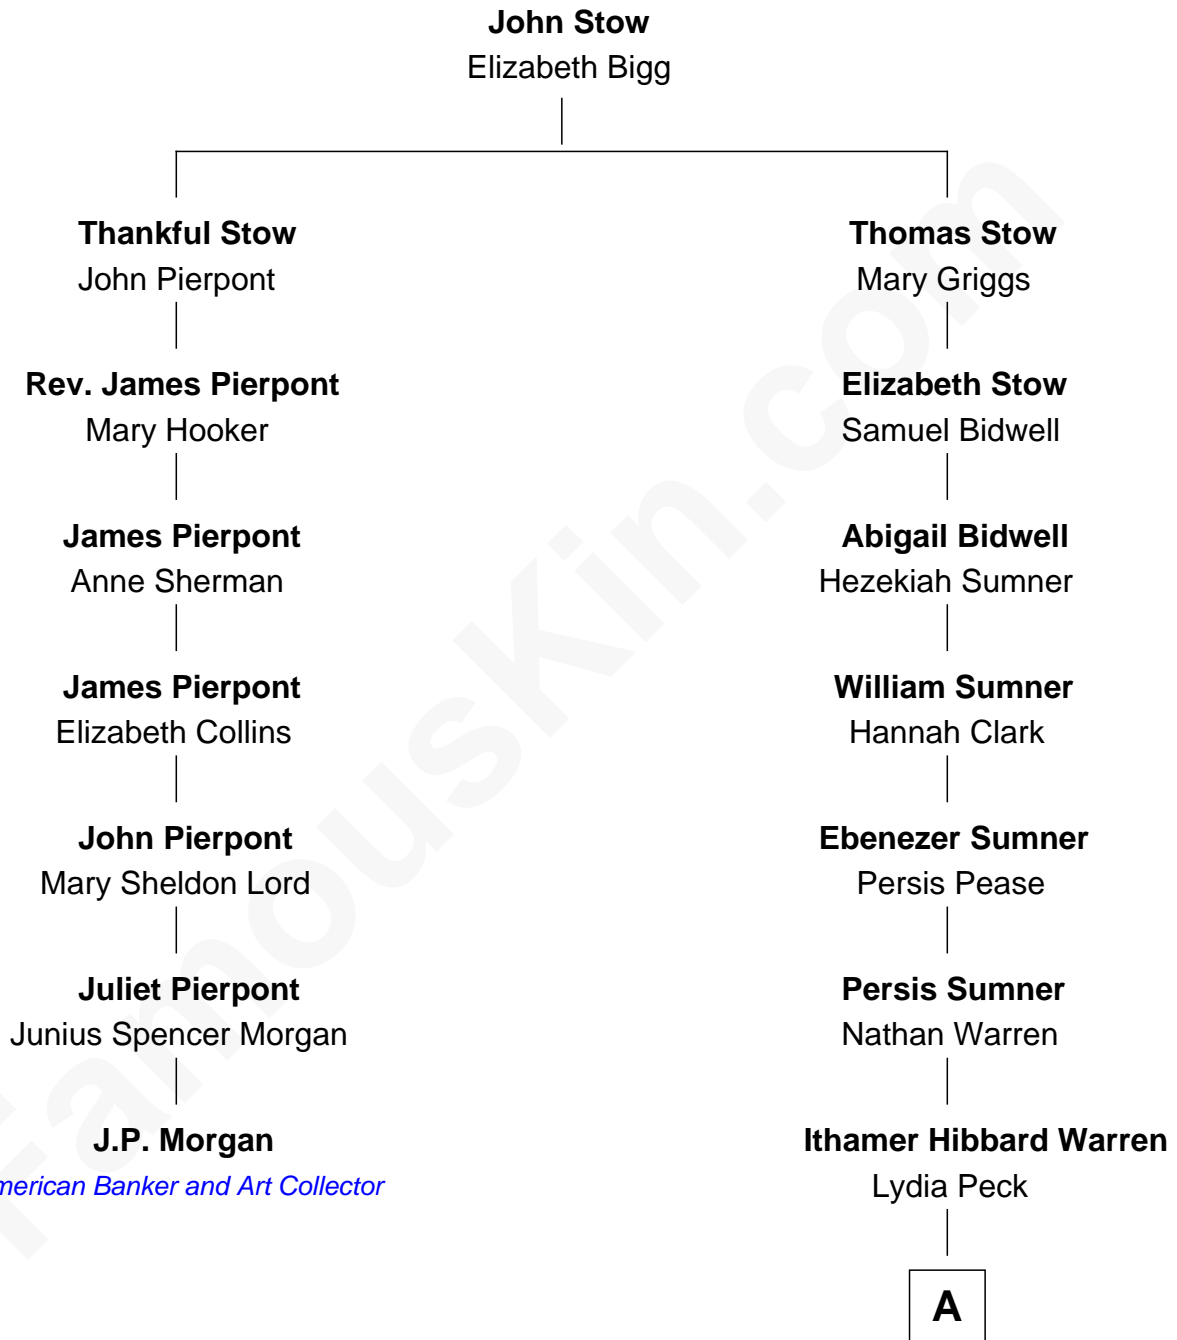 John Stow
Elizabeth Bigg
Thankful Stow
John Pierpont
Thomas Stow
Mary Griggs
Rev. James Pierpont
Mary Hooker
Elizabeth Stow
Samuel Bidwell
James Pierpont
Anne Sherman
Abigail Bidwell
Hezekiah Sumner
James Pierpont
Elizabeth Collins
William Sumner
Hannah Clark
John Pierpont
Mary Sheldon Lord
Ebenezer Sumner
Persis Pease
Juliet Pierpont
Junius Spencer Morgan
Persis Sumner
Nathan Warren
J.P. Morgan
merican Banker and Art Collector
Ithamer Hibbard Warren
Lydia Peck
A
FamousKin.com